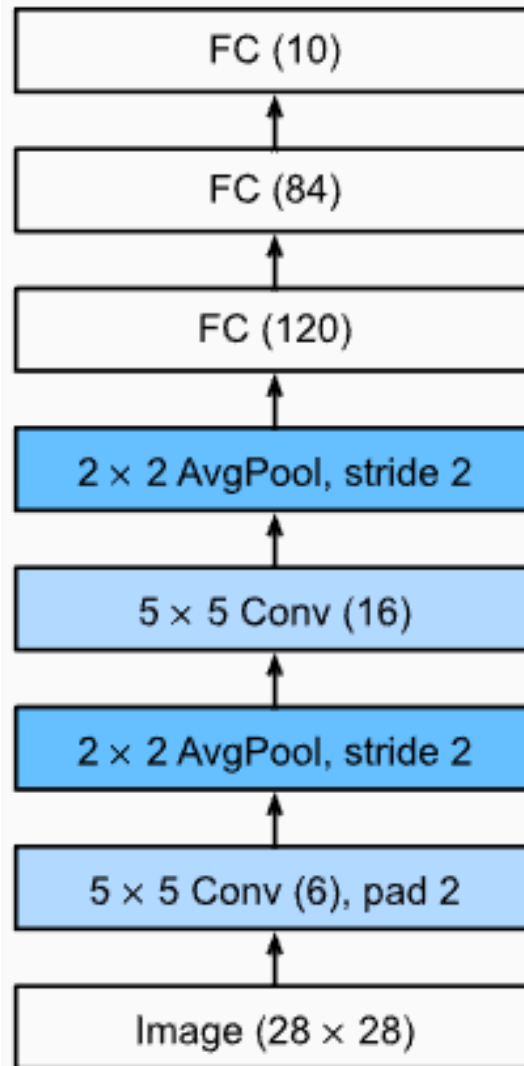 FC (10)
FC (84)
FC (120)
2 × 2 AvgPool, stride 2
5 × 5 Conv (16)
2 × 2 AvgPool, stride 2
5 × 5 Conv (6), pad 2
Image (28 × 28)